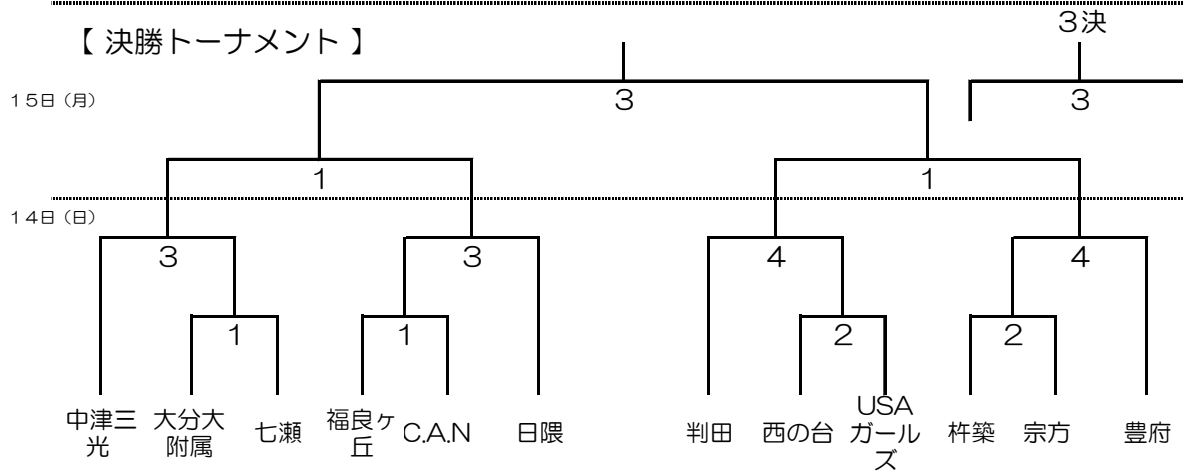 3決
【 決勝トーナメント 】
3 3
15日（月）
1 1
14日（日）
3 3 4 4
1 1 2 2
中津三光 大分大附属 七瀬 福良ヶ丘 C.A.N 日隈 判田 西の台 USAガールズ 杵築 宗方 豊府